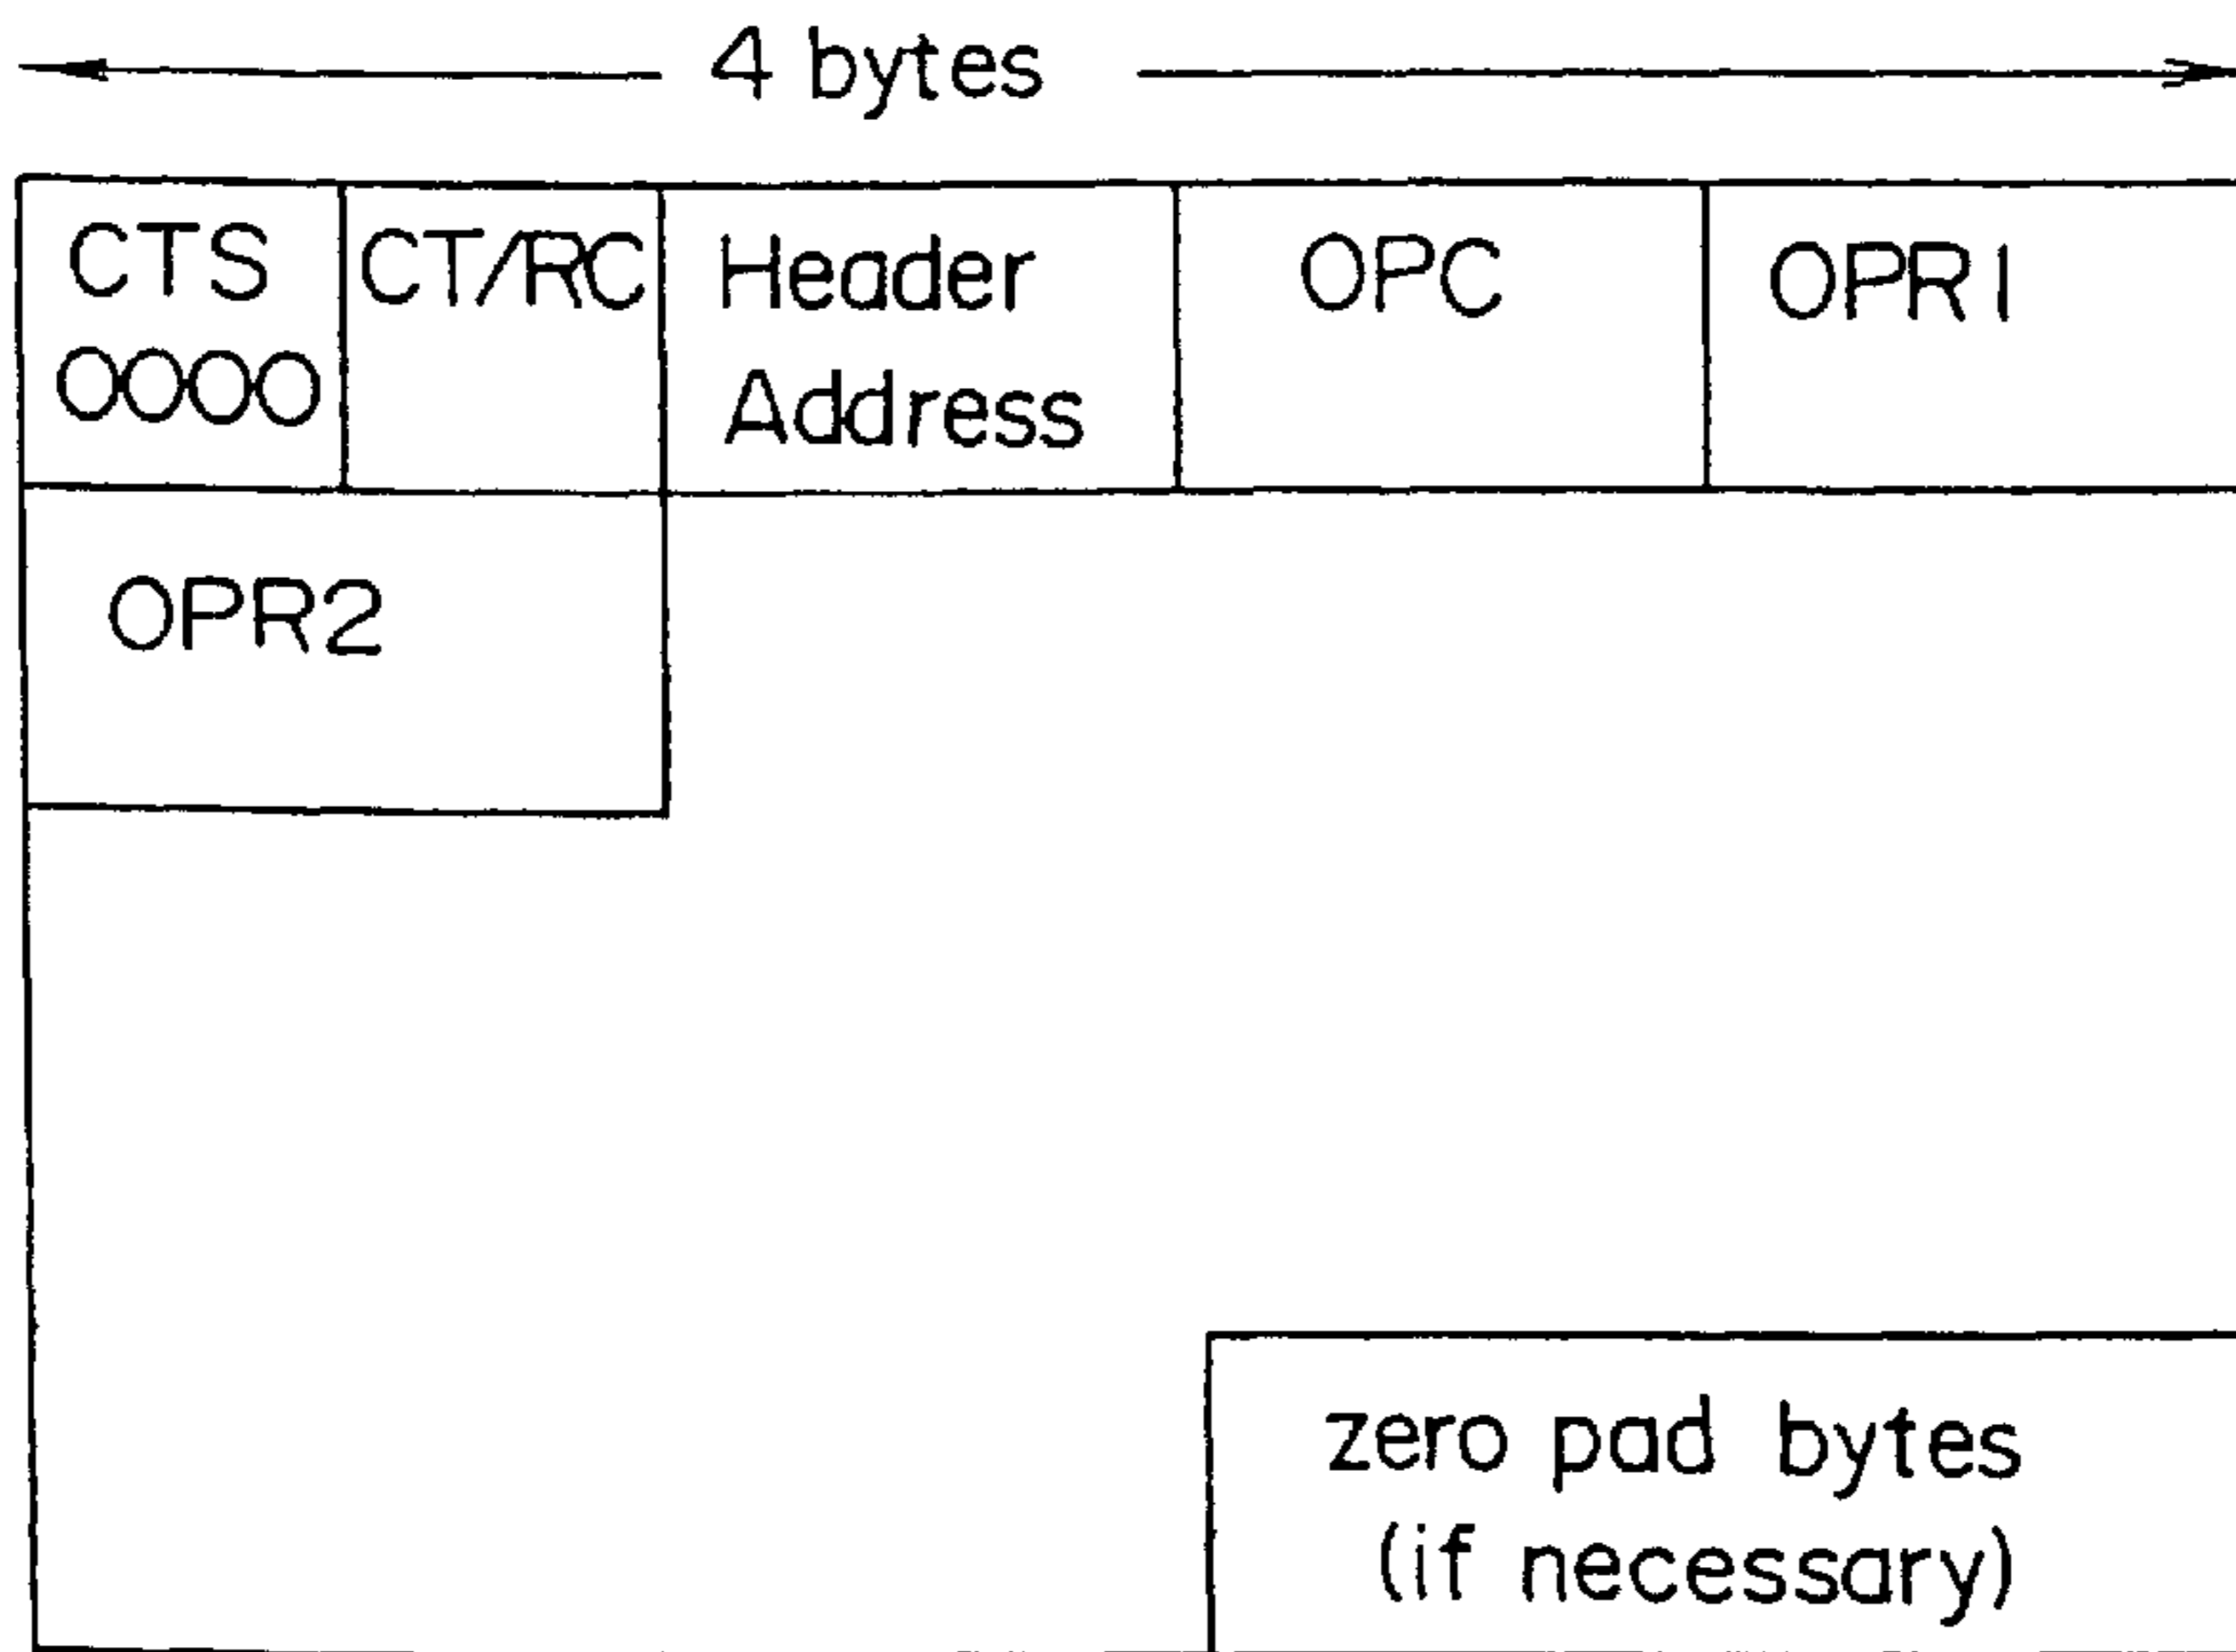 4 bytes
CTS CT/RC Header OPC OPR1
0000 Address
OPR2
zero pad bytes
(if necessary)